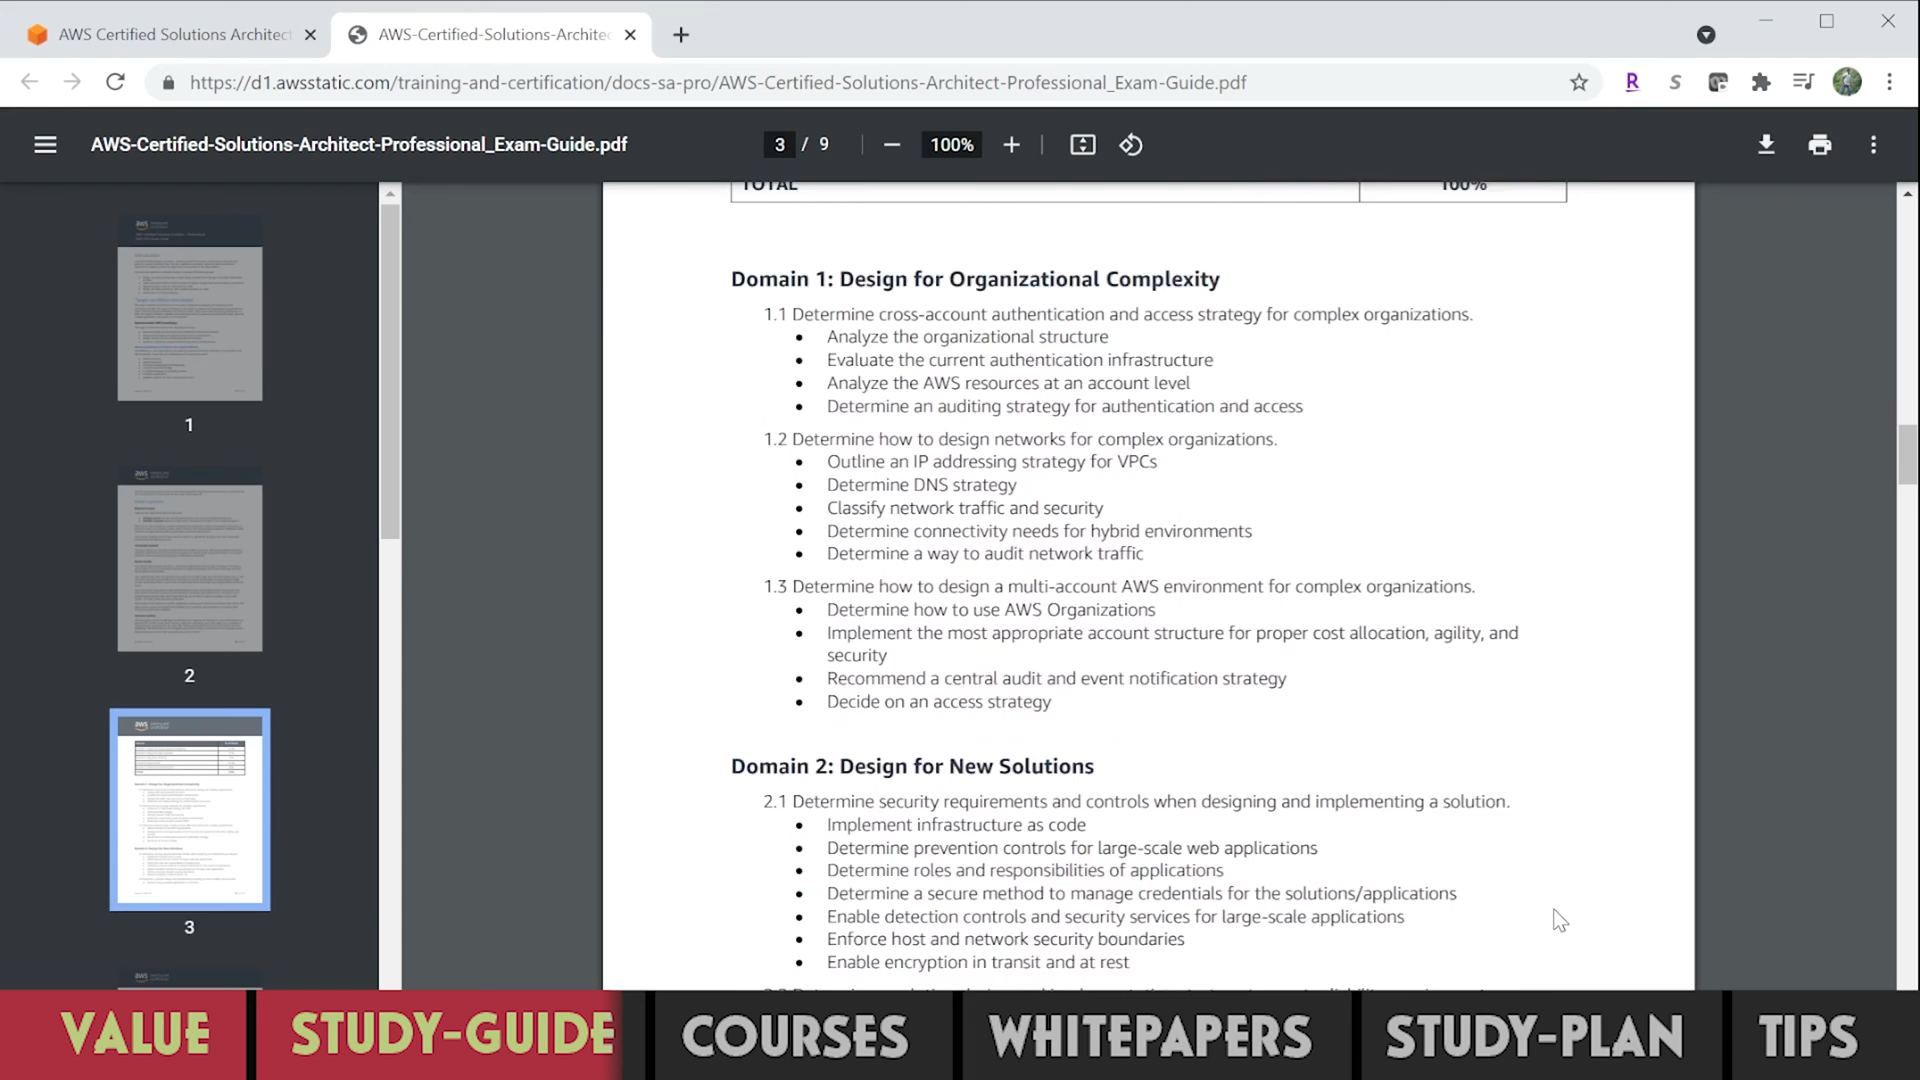 AWS Certified Solutions Architect
AWS-Certified-Solutions-Architec
https://d1.awsstatic.com/training-and-certification/docs-sa-pro/AWS-Certified-Solutions-Architect-Professional_Exam-Guide.pdf
R S
AWS-Certified-Solutions-Architect-Professional_Exam-Guide.pdf
3 / 9
100%
TOTAL 100%
Domain 1: Design for Organizational Complexity
1.1 Determine cross-account authentication and access strategy for complex organizations.
• Analyze the organizational structure
• Evaluate the current authentication infrastructure
• Analyze the AWS resources at an account level
• Determine an auditing strategy for authentication and access
1.2 Determine how to design networks for complex organizations.
• Outline an IP addressing strategy for VPCs
• Determine DNS strategy
• Classify network traffic and security
• Determine connectivity needs for hybrid environments
• Determine a way to audit network traffic
1.3 Determine how to design a multi-account AWS environment for complex organizations.
• Determine how to use AWS Organizations
• Implement the most appropriate account structure for proper cost allocation, agility, and
security
• Recommend a central audit and event notification strategy
• Decide on an access strategy
Domain 2: Design for New Solutions
2.1 Determine security requirements and controls when designing and implementing a solution.
• Implement infrastructure as code
• Determine prevention controls for large-scale web applications
• Determine roles and responsibilities of applications
• Determine a secure method to manage credentials for the solutions/applications
• Enable detection controls and security services for large-scale applications
• Enforce host and network security boundaries
• Enable encryption in transit and at rest
aws
1
aws
2
aws
3
aws
VALUE STUDY-GUIDE COURSES WHITEPAPERS STUDY-PLAN TIPS